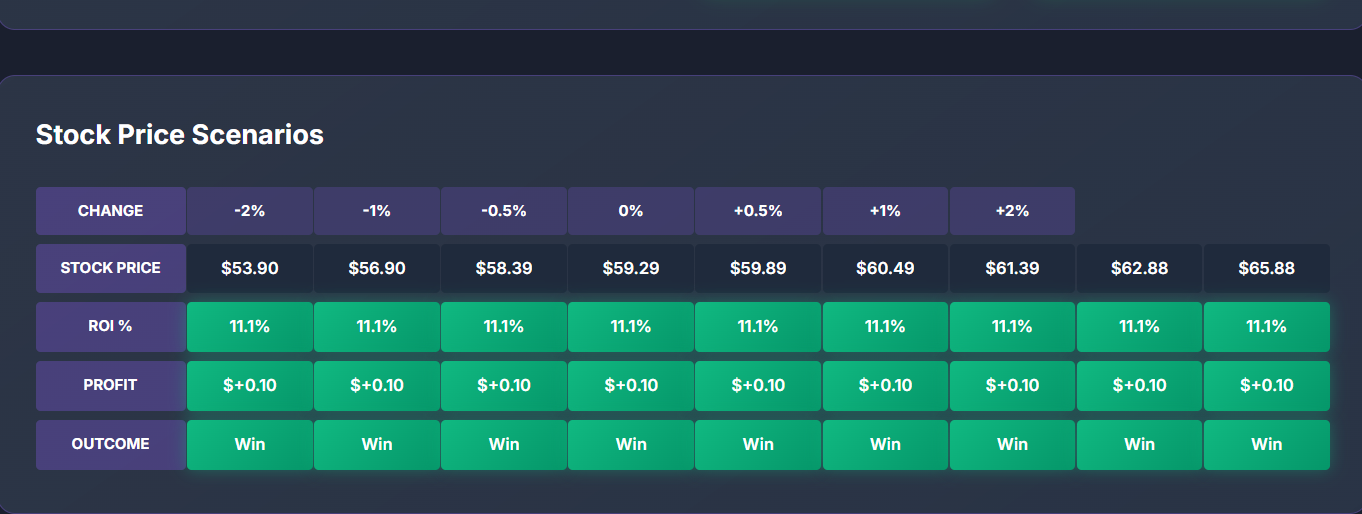 Stock Price Scenarios
CHANGE -2% -1% -0.5% 0% +0.5% +1% +2%
STOCK PRICE $53.90 $56.90 $58.39 $59.29 $59.89 $60.49 $61.39 $62.88 $65.88
ROI % 11.1% 11.1% 11.1% 11.1% 11.1% 11.1% 11.1% 11.1% 11.1%
PROFIT $+0.10 $+0.10 $+0.10 $+0.10 $+0.10 $+0.10 $+0.10 $+0.10 $+0.10
OUTCOME Win Win Win Win Win Win Win Win Win